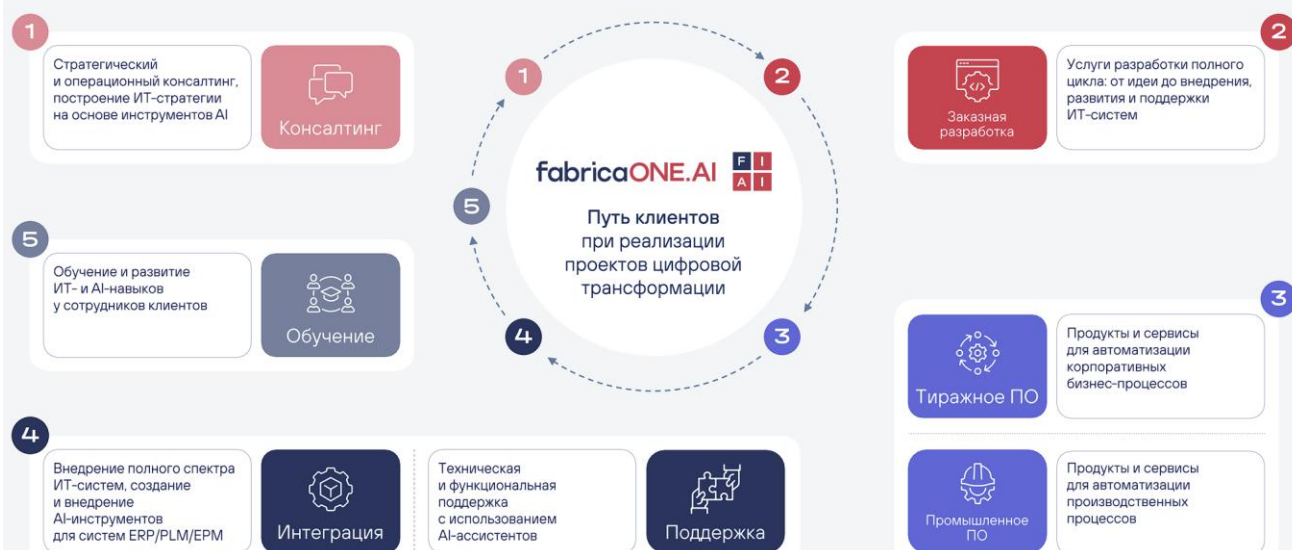 1
Стратегический
и операционный консалтинг,
построение ИТ-стратегии
на основе инструментов AI
Консалтинг
1
2
fabricaONE.AI
F I
A I
Путь клиентов
при реализации
проектов цифровой
трансформации
5
4
3
2
Заказная
разработка
Услуги разработки полного
цикла: от идеи до внедрения,
развития и поддержки
ИТ-систем
5
Обучение и развитие
ИТ- и AI-навыков
у сотрудников клиентов
Обучение
3
Тиражное ПО
Продукты и сервисы
для автоматизации
корпоративных
бизнес-процессов
Промышленное
ПО
Продукты и сервисы
для автоматизации
производственных
процессов
4
Внедрение полного спектра
ИТ-систем, создание
и внедрение
AI-инструментов
для систем ERP/PLM/EPM
Интеграция
Техническая
и функциональная
поддержка
с использованием
AI-ассистентов
Поддержка